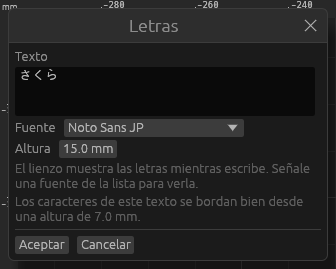 mm
-280
-260
-240
Letras
Texto
さくら
Fuente Noto Sans JP
Altura 15.0 mm
El lienzo muestra las letras mientras escribe. Señale
una fuente de la lista para verla.
Los caracteres de este texto se bordan bien desde
una altura de 7.0 mm.
Aceptar Cancelar